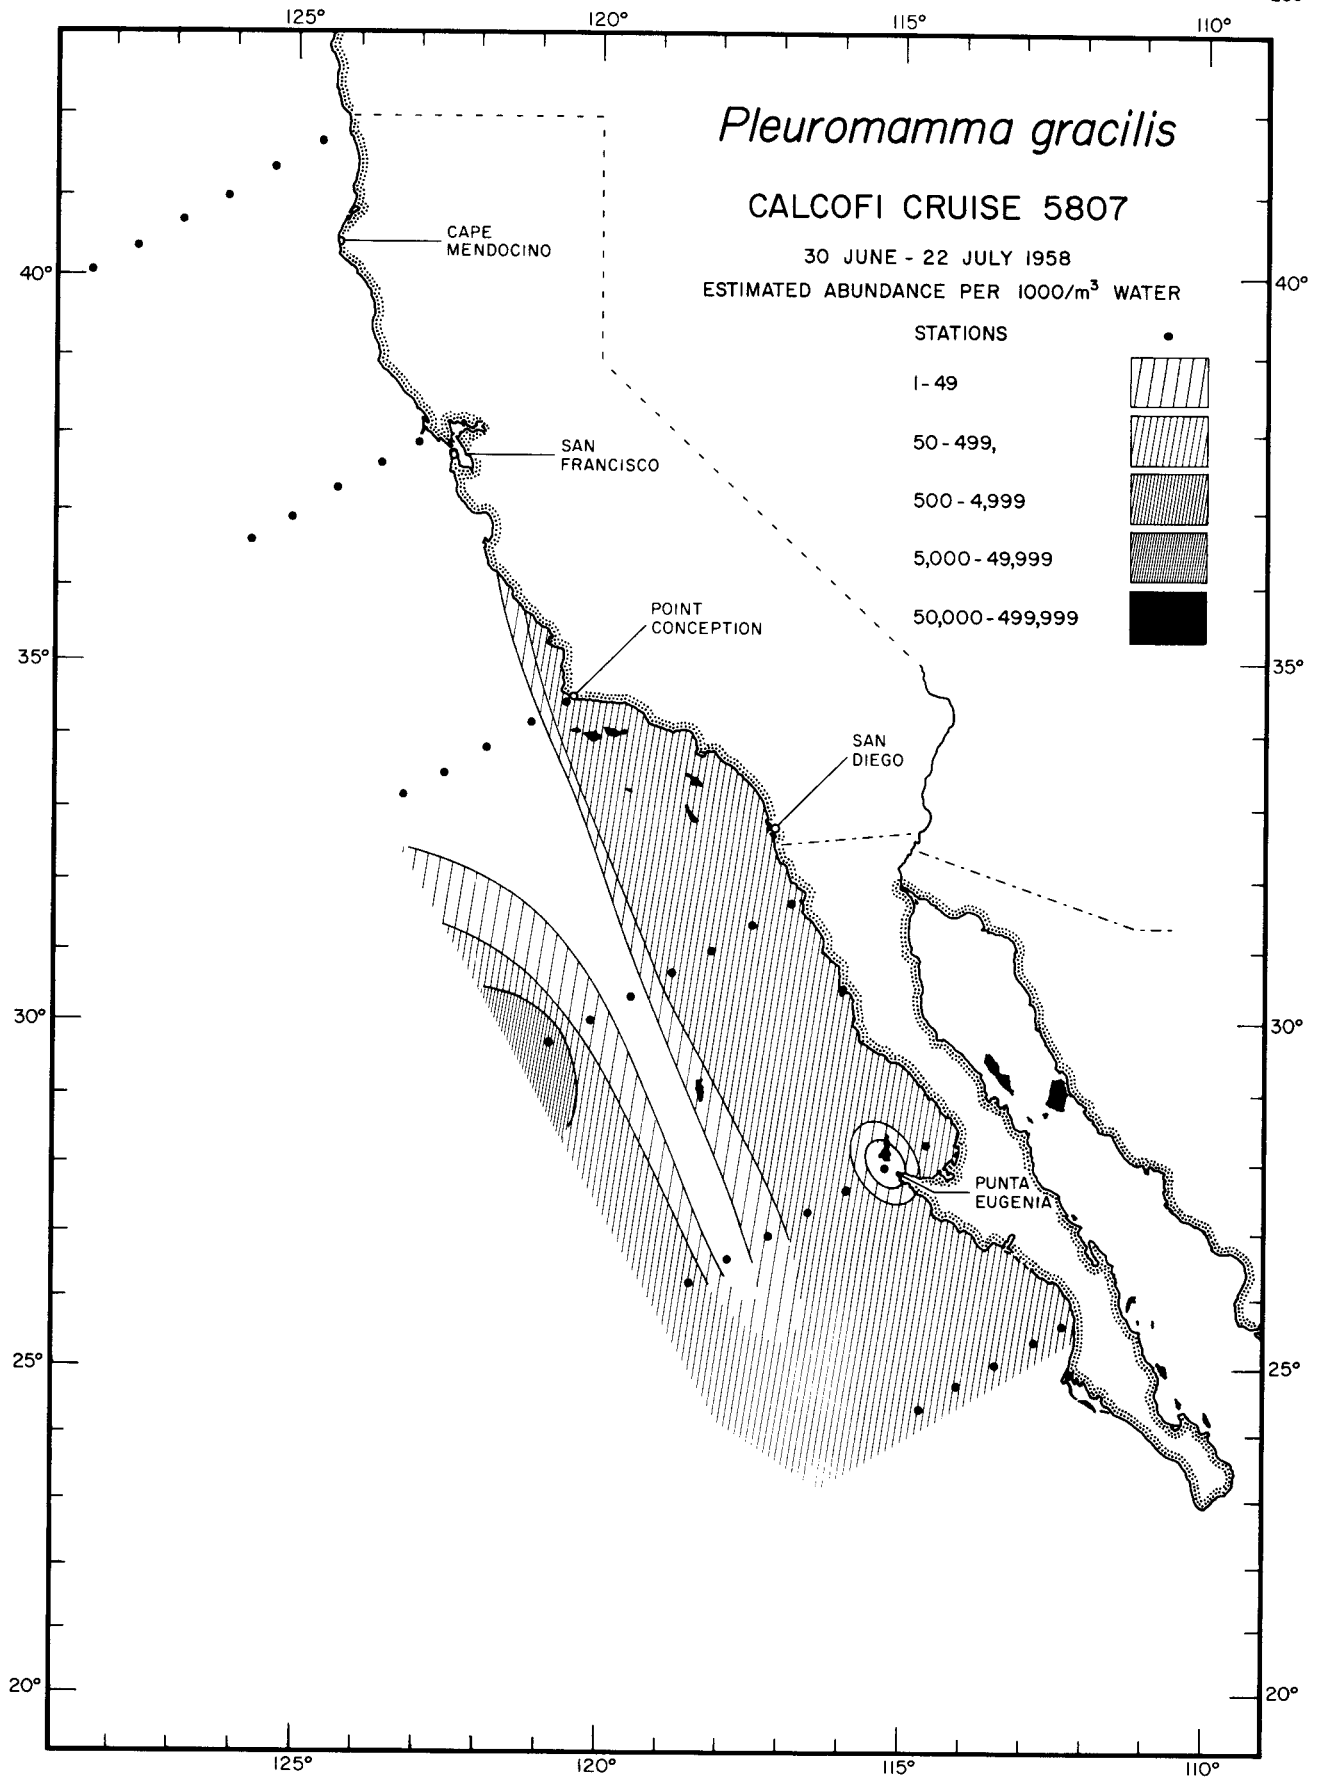 125° 120° 115° 110°
Pleuromamma gracilis
CALCOFI CRUISE 5807
30 JUNE - 22 JULY 1958
ESTIMATED ABUNDANCE PER 1000/m³ WATER
STATIONS
1-49
50-499,
500-4,999
5,000-49,999
50,000-499,999
CAPE
MENDOCINO
40° 40°
SAN
FRANCISCO
POINT
CONCEPTION
35° 35°
SAN
DIEGO
30° 30°
PUNTA
EUGENIA
25° 25°
20° 20°
125° 120° 115° 110°